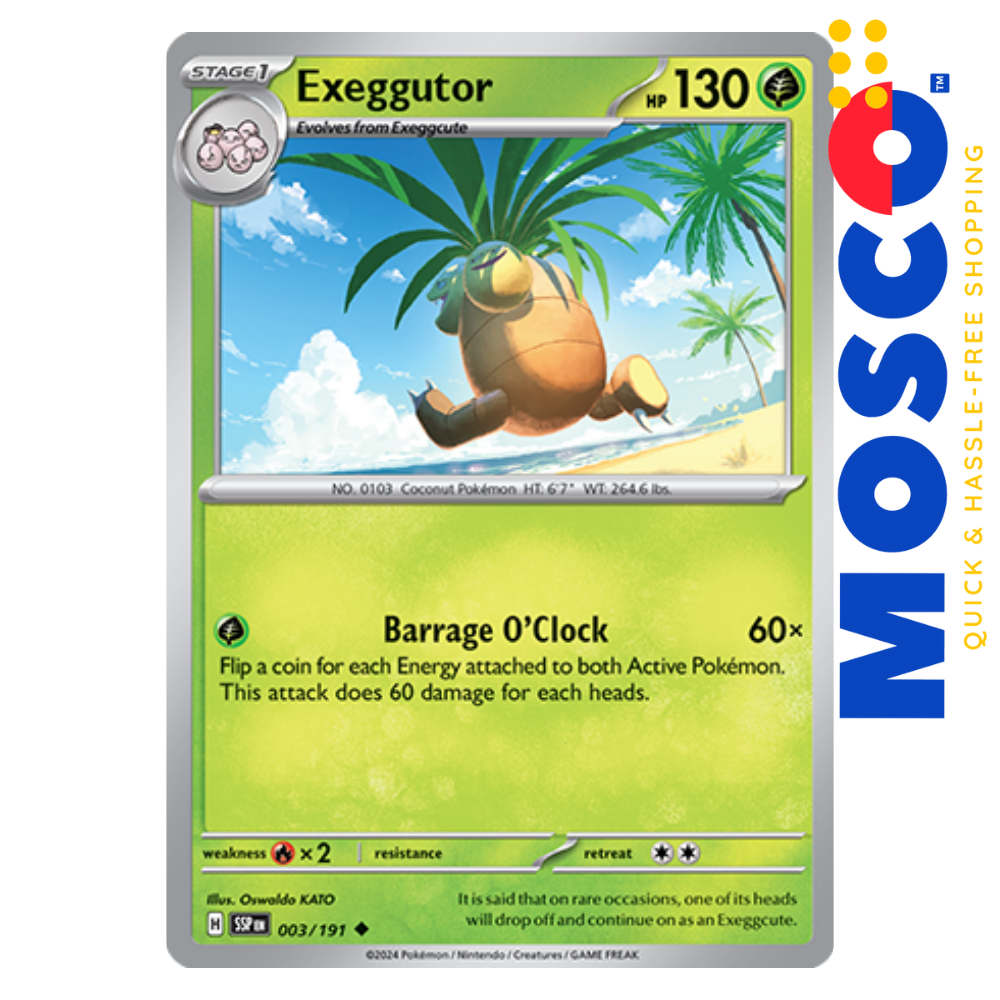 STAGE 1
Exeggutor
HP 130
Evolves from Exeggcute
NO. 0103 Coconut Pokémon HT: 6'7" WT: 264.6 lbs.
Barrage O'Clock 60×
Flip a coin for each Energy attached to both Active Pokémon.
This attack does 60 damage for each heads.
weakness ×2 resistance retreat
Illus. Oswaldo KATO
It is said that on rare occasions, one of its heads
will drop off and continue on as an Exeggcute.
H SSP EN 003/191
©2024 Pokémon / Nintendo / Creatures / GAME FREAK
MOSCO™
QUICK & HASSLE-FREE SHOPPING